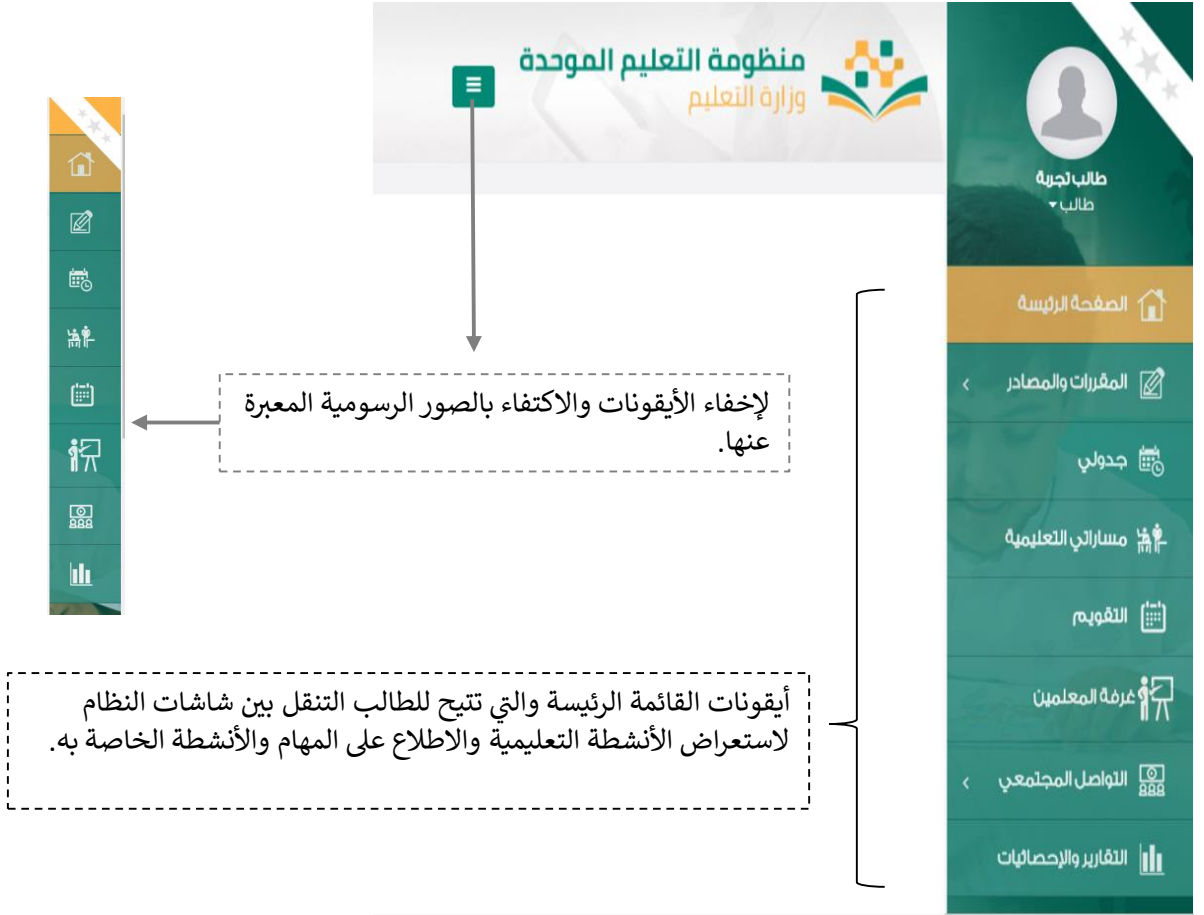 منظومة التعليم الموحدة
وزارة التعليم
طالب تجربة
طالب
الصفحة الرئيسة
المقررات والمصادر
جدولي
مساراتي التعليمية
التقويم
غرفة المعلمين
التواصل المجتمعي
التقارير والإحصائيات
لإخفاء الأيقونات والاكتفاء بالصور الرسومية المعبرة
عنها.
أيقونات القائمة الرئيسة والتي تتيح للطالب التنقل بين شاشات النظام
لاستعراض الأنشطة التعليمية والاطلاع على المهام والأنشطة الخاصة به.